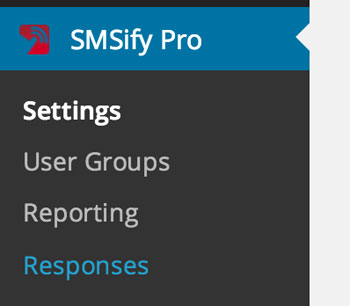 SMSify Pro
Settings
User Groups
Reporting
Responses